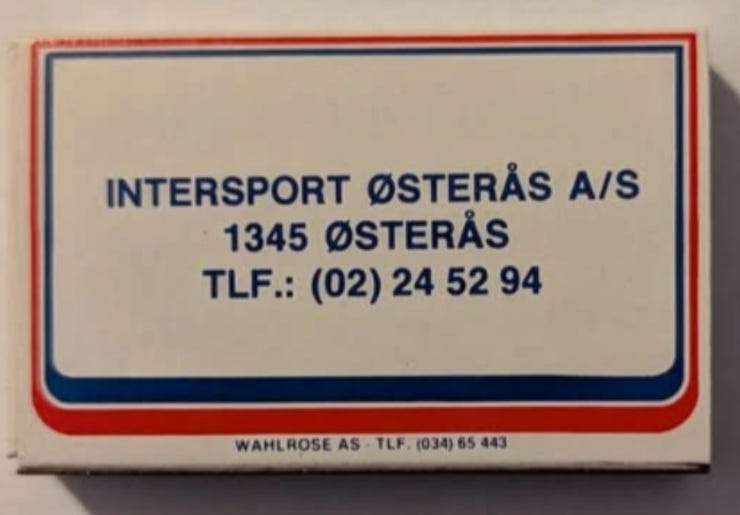 INTERSPORT ØSTERÅS A/S
1345 ØSTERÅS
TLF.: (02) 24 52 94
WAHLROSE AS - TLF. (034) 65 443